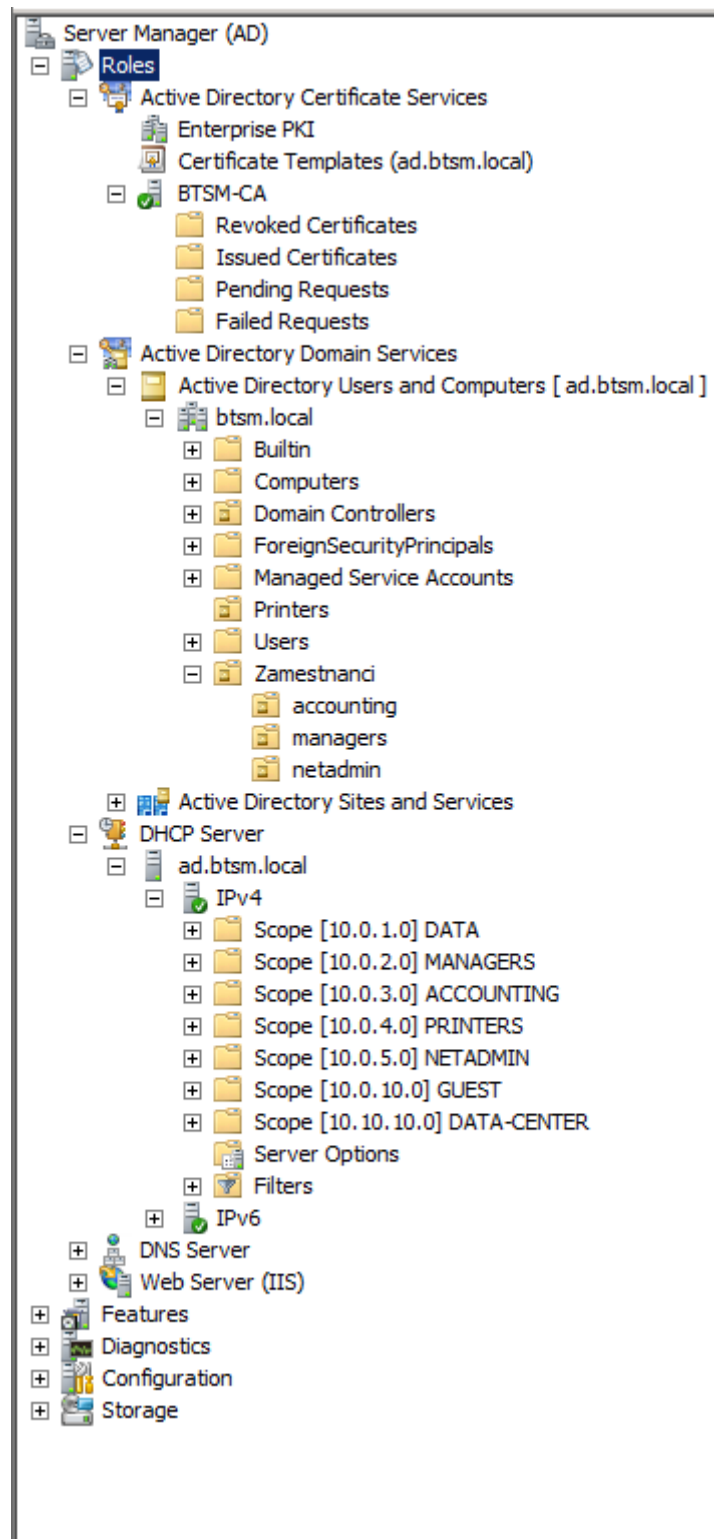 Server Manager (AD)
Roles
Active Directory Certificate Services
Enterprise PKI
Certificate Templates (ad.btsm.local)
BTSM-CA
Revoked Certificates
Issued Certificates
Pending Requests
Failed Requests
Active Directory Domain Services
Active Directory Users and Computers [ ad.btsm.local ]
btsm.local
Builtin
Computers
Domain Controllers
ForeignSecurityPrincipals
Managed Service Accounts
Printers
Users
Zamestnanci
accounting
managers
netadmin
Active Directory Sites and Services
DHCP Server
ad.btsm.local
IPv4
Scope [10.0.1.0] DATA
Scope [10.0.2.0] MANAGERS
Scope [10.0.3.0] ACCOUNTING
Scope [10.0.4.0] PRINTERS
Scope [10.0.5.0] NETADMIN
Scope [10.0.10.0] GUEST
Scope [10.10.10.0] DATA-CENTER
Server Options
Filters
IPv6
DNS Server
Web Server (IIS)
Features
Diagnostics
Configuration
Storage